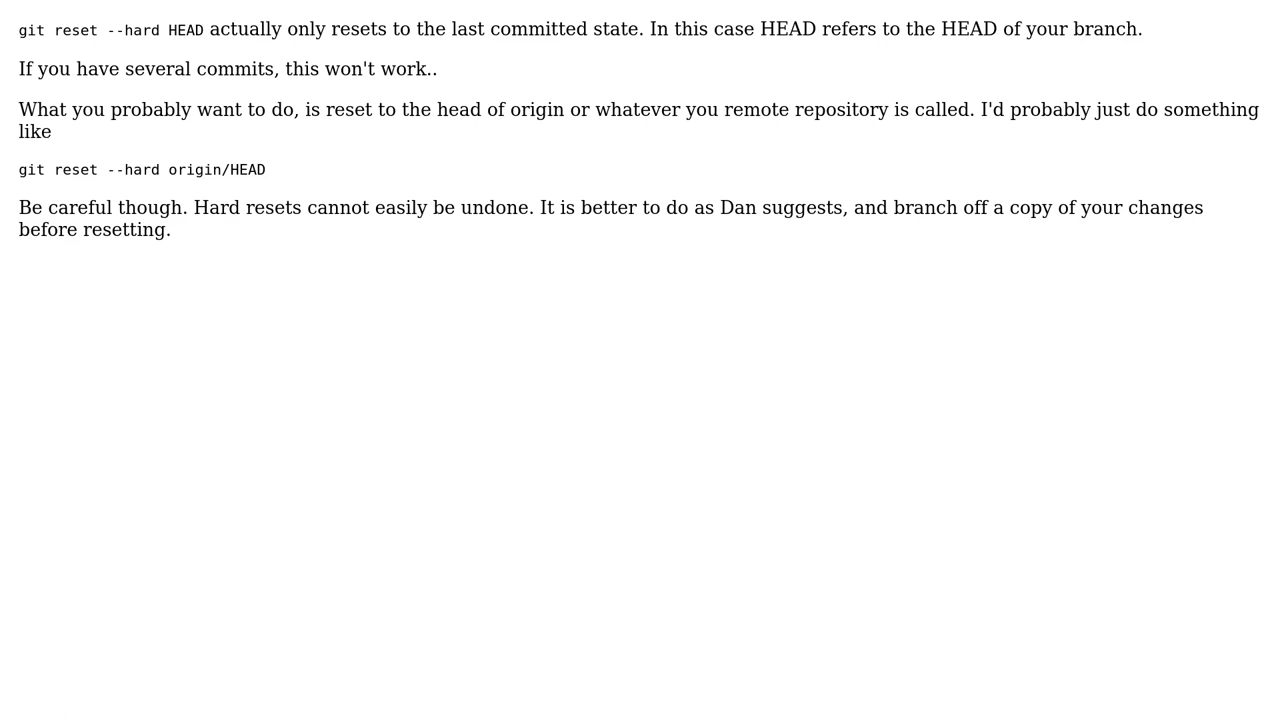 git reset --hard HEAD actually only resets to the last committed state. In this case HEAD refers to the HEAD of your branch.
If you have several commits, this won't work..
What you probably want to do, is reset to the head of origin or whatever you remote repository is called. I'd probably just do something
like
git reset --hard origin/HEAD
Be careful though. Hard resets cannot easily be undone. It is better to do as Dan suggests, and branch off a copy of your changes
before resetting.